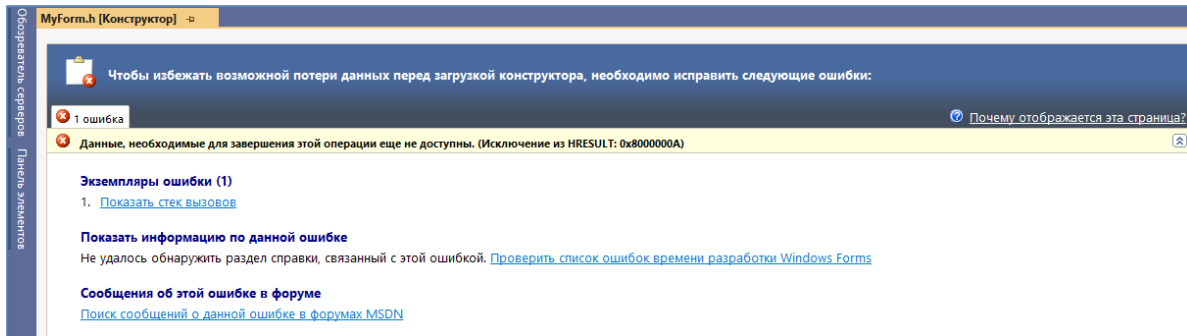 MyForm.h [Конструктор]
Обозреватель серверов
Панель элементов
Чтобы избежать возможной потери данных перед загрузкой конструктора, необходимо исправить следующие ошибки:
1 ошибка
Почему отображается эта страница?
Данные, необходимые для завершения этой операции еще не доступны. (Исключение из HRESULT: 0x8000000A)
Экземпляры ошибки (1)
1. Показать стек вызовов
Показать информацию по данной ошибке
Не удалось обнаружить раздел справки, связанный с этой ошибкой. Проверить список ошибок времени разработки Windows Forms
Сообщения об этой ошибке в форуме
Поиск сообщений о данной ошибке в форумах MSDN